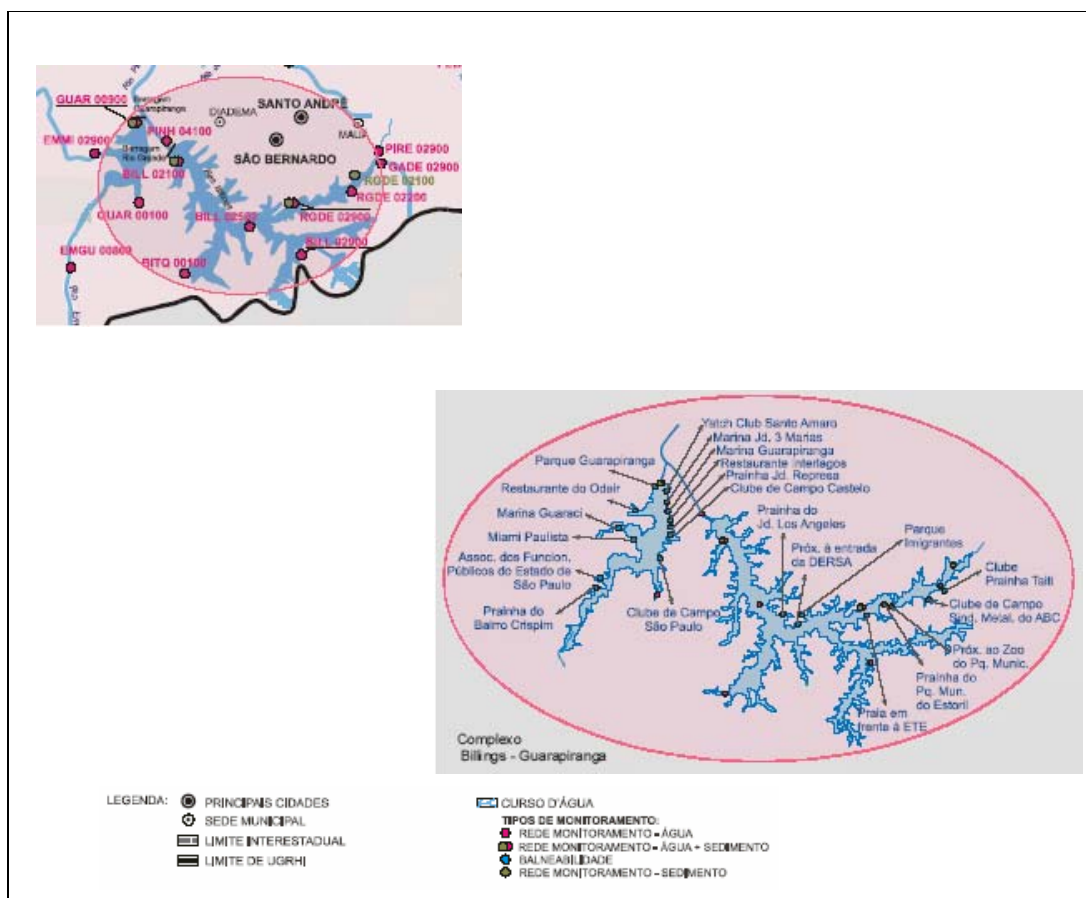 GUAR 00900
Barragem
Guarapiranga
SANTO ANDRÉ
DIADEMA
MAUÁ
EMMI 02900
PINH 04100
Barragem
Rio Grande
SÃO BERNARDO
PIRE 02900
GADE 02900
BILL 02100
RGDE 02100
RGDE 02200
GUAR 00100
BILL 02500
RGDE 02900
BILL 02900
EMGU 00800
BITQ 00100
Yatch Club Santo Amaro
Marina Jd. 3 Marias
Marina Guarapiranga
Restaurante Interlagos
Prainha Jd. Represa
Clube de Campo Castelo
Parque Guarapiranga
Restaurante do Odair
Marina Guaraci
Miami Paulista
Assoc. dos Funcion.
Públicos do Estado de
São Paulo
Prainha do
Bairro Crispim
Clube de Campo
São Paulo
Prainha do
Jd. Los Angeles
Próx. à entrada
da DERSA
Parque
Imigrantes
Clube
Prainha Taiti
Clube de Campo
Sind. Metal. do ABC
Próx. ao Zoo
do Pq. Munic.
Prainha do
Pq. Mun.
do Estoril
Praia em
frente à ETE
Complexo
Billings - Guarapiranga
LEGENDA:
PRINCIPAIS CIDADES
SEDE MUNICIPAL
LIMITE INTERESTADUAL
LIMITE DE UGRHI
CURSO D'ÁGUA
TIPOS DE MONITORAMENTO:
REDE MONITORAMENTO - ÁGUA
REDE MONITORAMENTO - ÁGUA + SEDIMENTO
BALNEABILIDADE
REDE MONITORAMENTO - SEDIMENTO